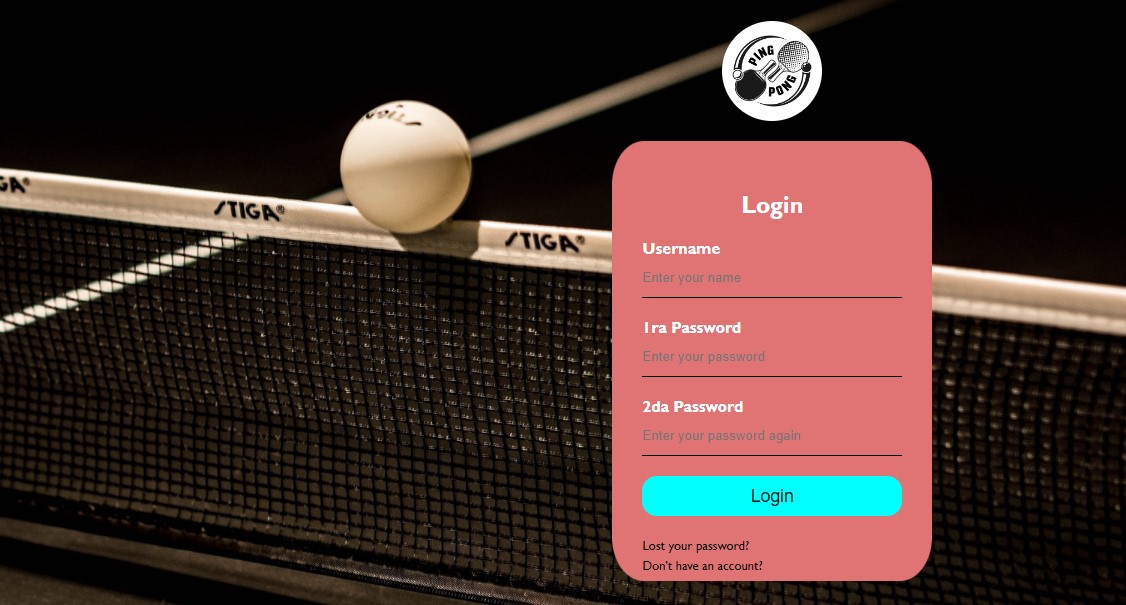 PING
PONG
STIGA®
STIGA®
Login
Username
Enter your name
1ra Password
Enter your password
2da Password
Enter your password again
Login
Lost your password?
Don't have an account?